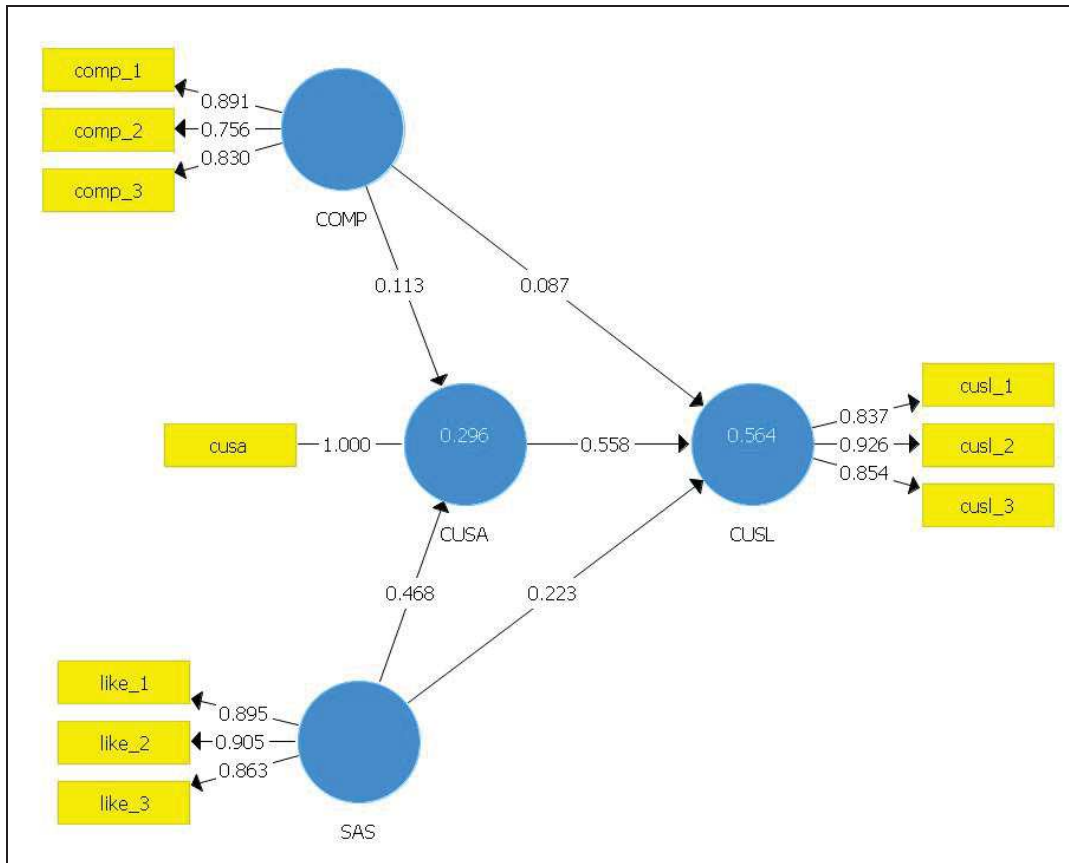 comp_1
0.891
comp_2
0.756
comp_3
0.830
COMP
0.113
0.087
cusa
1.000
0.296
CUSA
0.558
0.564
CUSL
0.837
cusl_1
0.926
cusl_2
0.854
cusl_3
0.468
0.223
like_1
0.895
like_2
0.905
like_3
0.863
SAS